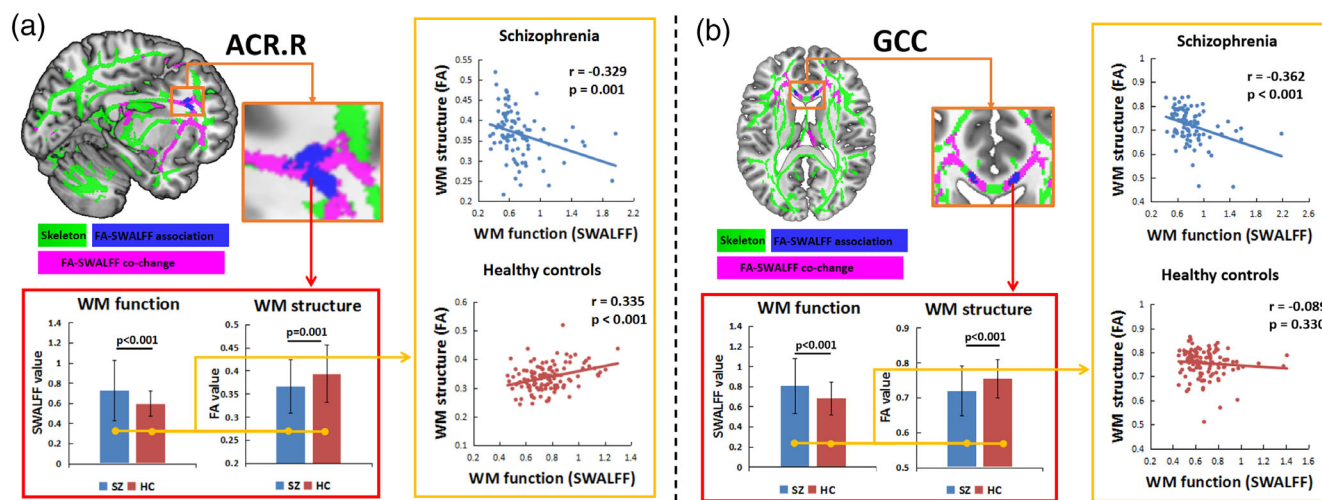 (a)
ACR.R
Skeleton FA-SWALFF association
FA-SWALFF co-change
WM function
SWALFF value
1.4
1.2
1
0.8
0.6
0.4
0.2
0
p<0.001
SZ HC
WM structure
FA value
0.5
0.45
0.4
0.35
0.3
0.25
0.2
p=0.001
SZ HC
Schizophrenia
r = -0.329
p = 0.001
WM structure (FA)
0.55
0.5
0.45
0.4
0.35
0.3
0.25
0.2
0.2 0.6 1 1.4 1.8 2.2
WM function (SWALFF)
Healthy controls
r = 0.335
p < 0.001
WM structure (FA)
0.6
0.5
0.4
0.3
0.2
0.1
0.2 0.4 0.6 0.8 1 1.2 1.4
WM function (SWALFF)
(b)
GCC
Skeleton FA-SWALFF association
FA-SWALFF co-change
WM function
SWALFF value
1.4
1.2
1
0.8
0.6
0.4
0.2
0
p<0.001
SZ HC
WM structure
FA value
0.9
0.8
0.7
0.6
0.5
p<0.001
SZ HC
Schizophrenia
r = -0.362
p < 0.001
WM structure (FA)
1
0.9
0.8
0.7
0.6
0.5
0.4
0.2 0.6 1 1.4 1.8 2.2 2.6
WM function (SWALFF)
Healthy controls
r = -0.089
p = 0.330
WM structure (FA)
1
0.9
0.8
0.7
0.6
0.5
0.4
0.2 0.4 0.6 0.8 1 1.2 1.4 1.6
WM function (SWALFF)